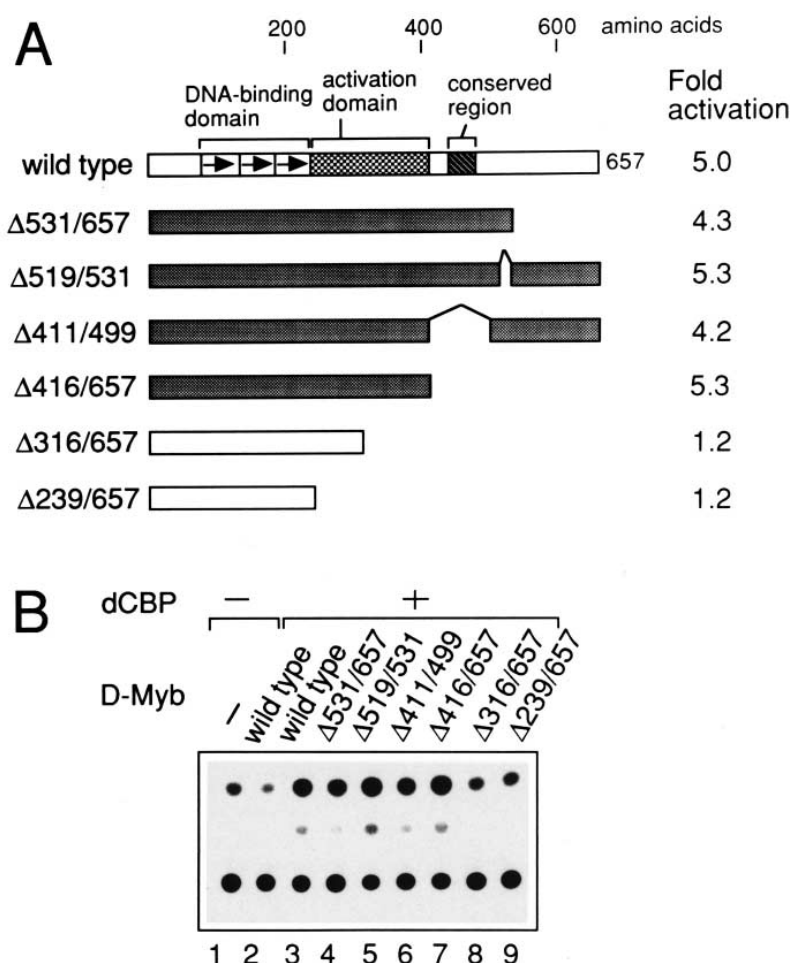 A
200 400 600 amino acids
DNA-binding domain
activation domain
conserved region
Fold activation
wild type 657 5.0
Δ531/657 4.3
Δ519/531 5.3
Δ411/499 4.2
Δ416/657 5.3
Δ316/657 1.2
Δ239/657 1.2
B
dCBP − +
D-Myb − wild type wild type Δ531/657 Δ519/531 Δ411/499 Δ416/657 Δ316/657 Δ239/657
1 2 3 4 5 6 7 8 9